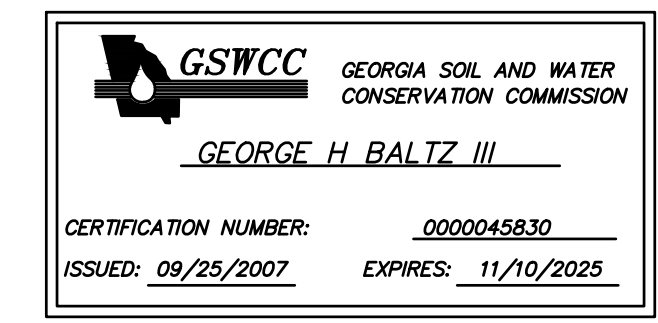 GSWCC
GEORGIA SOIL AND WATER
CONSERVATION COMMISSION
GEORGE H BALTZ III
CERTIFICATION NUMBER: 0000045830
ISSUED: 09/25/2007 EXPIRES: 11/10/2025